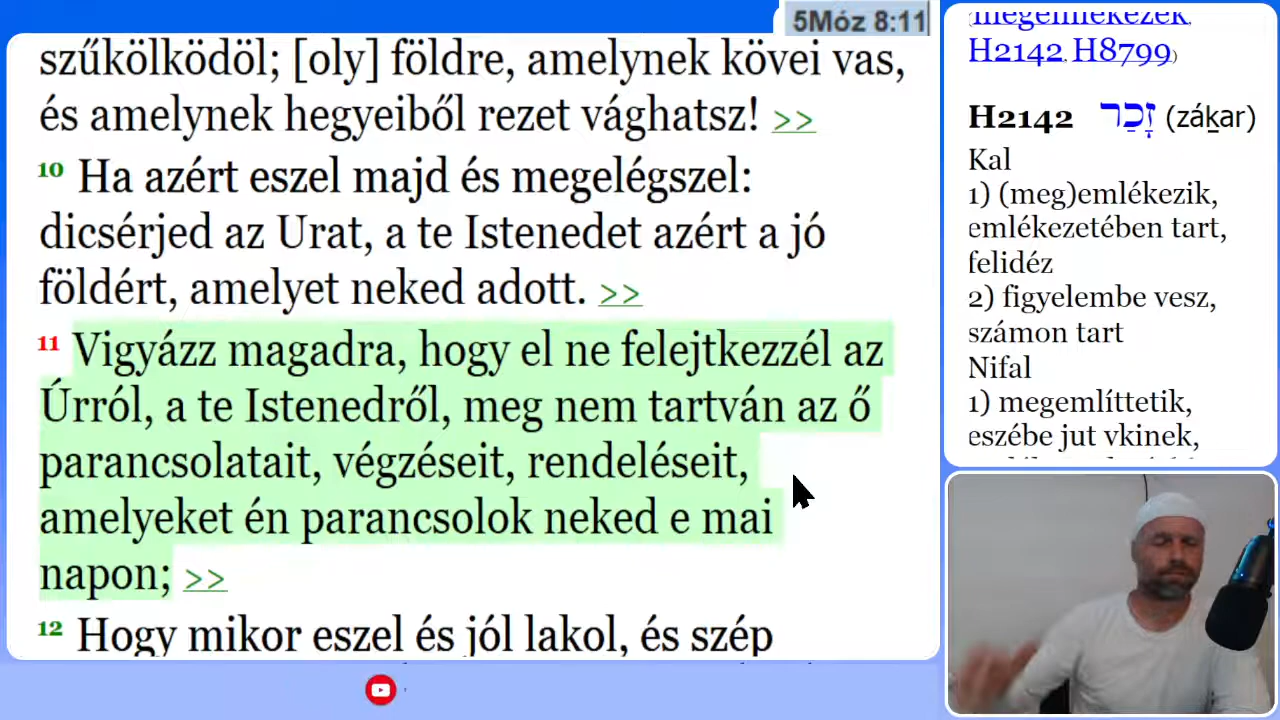 5Móz 8:11
szűkölködöl; [oly] földre, amelynek kövei vas,
és amelynek hegyeiből rezet vághatsz! >>
10 Ha azért eszel majd és megelégszel:
dicsérjed az Urat, a te Istenedet azért a jó
földért, amelyet neked adott. >>
11 Vigyázz magadra, hogy el ne felejtkezzél az
Úrról, a te Istenedről, meg nem tartván az ő
parancsolatait, végzéseit, rendeléseit,
amelyeket én parancsolok neked e mai
napon; >>
12 Hogy mikor eszel és jól lakol, és szép
megemlékezék
H2142, H8799)
H2142 זָכַר (záḵar)
Kal
1) (meg)emlékezik,
emlékezetében tart,
felidéz
2) figyelembe vesz,
számon tart
Nifal
1) megemlíttetik,
eszébe jut vkinek,